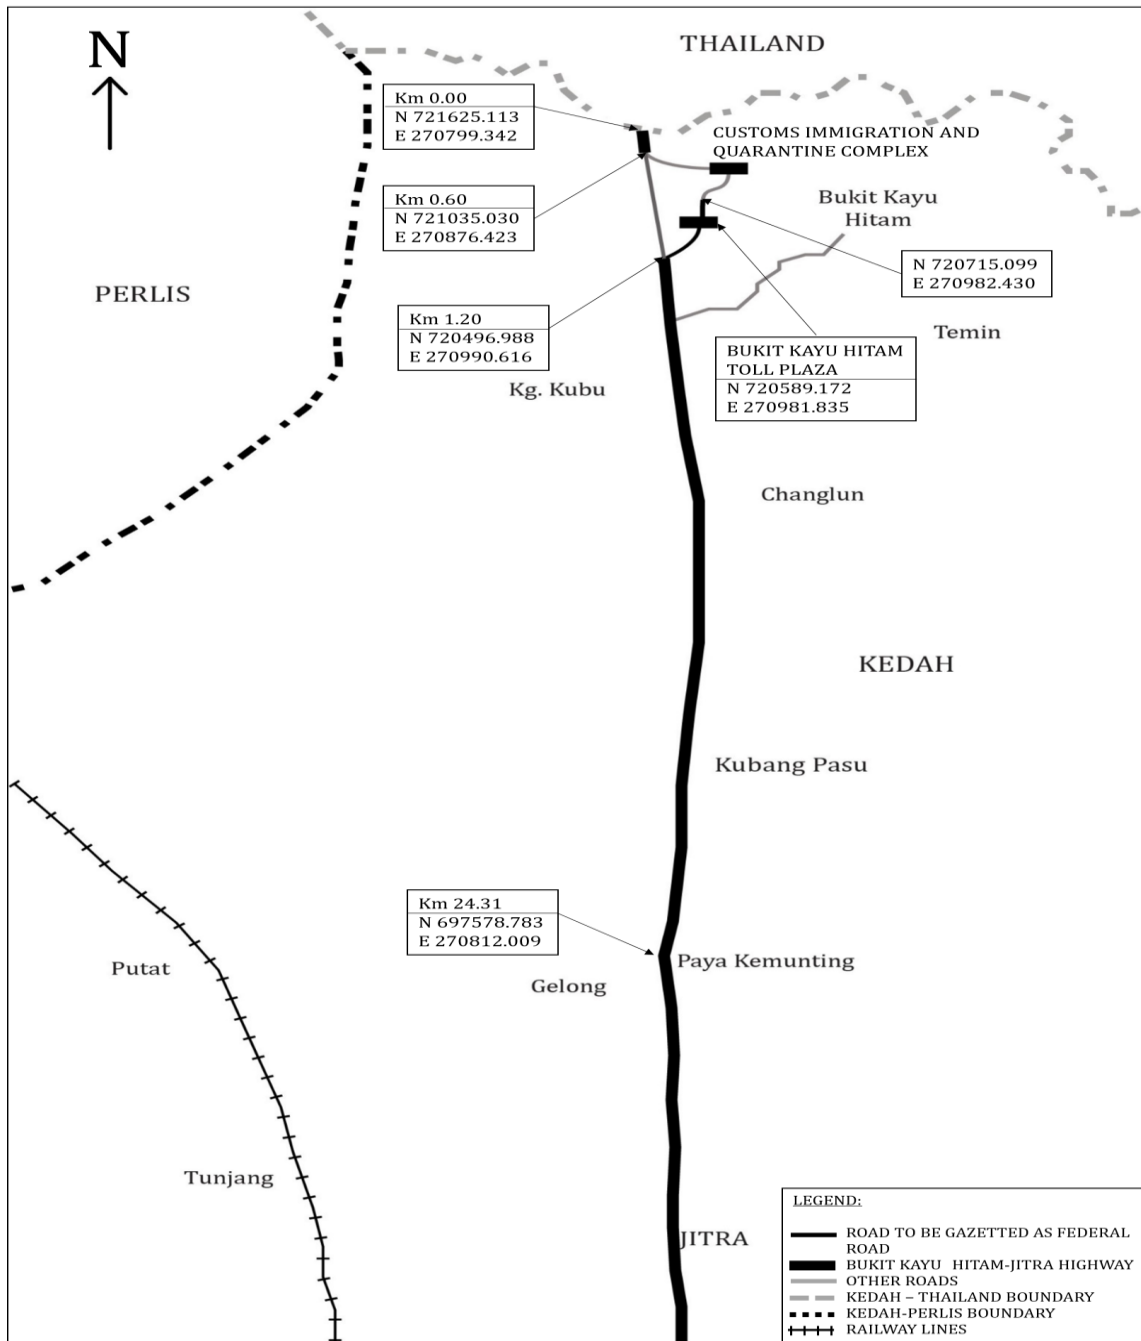 N
THAILAND
Km 0.00
N 721625.113
E 270799.342
CUSTOMS IMMIGRATION AND
QUARANTINE COMPLEX
Km 0.60
N 721035.030
E 270876.423
Bukit Kayu
Hitam
N 720715.099
E 270982.430
PERLIS
Km 1.20
N 720496.988
E 270990.616
Temin
BUKIT KAYU HITAM
TOLL PLAZA
N 720589.172
E 270981.835
Kg. Kubu
Changlun
KEDAH
Kubang Pasu
Km 24.31
N 697578.783
E 270812.009
Paya Kemunting
Putat
Gelong
Tunjang
JITRA
LEGEND:
ROAD TO BE GAZETTED AS FEDERAL
ROAD
BUKIT KAYU HITAM-JITRA HIGHWAY
OTHER ROADS
KEDAH – THAILAND BOUNDARY
KEDAH-PERLIS BOUNDARY
RAILWAY LINES